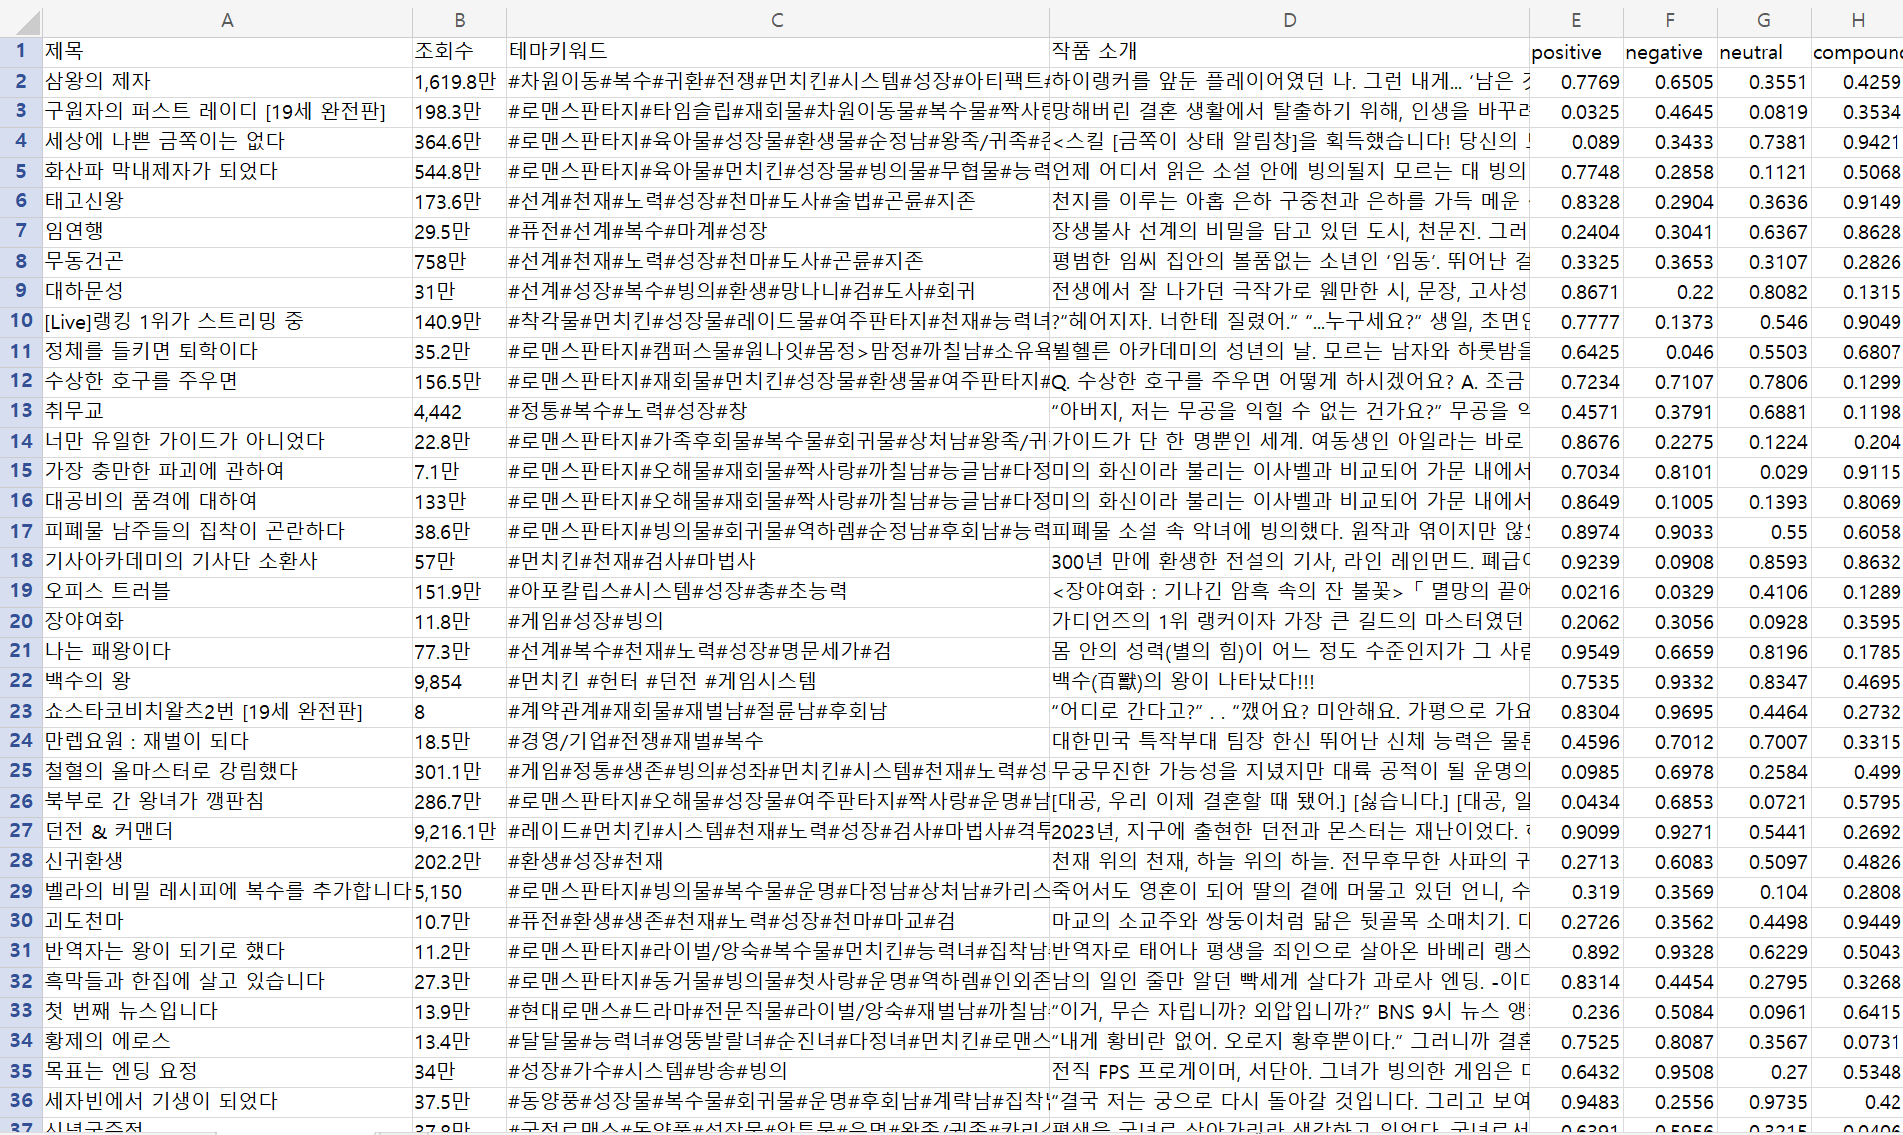 A B C D E F G H
1 제목 조회수 테마키워드 작품 소개 positive negative neutral compound
2 삼왕의 제자 1,619.8만 #차원이동#복수#귀환#전쟁#먼치킨#시스템#성장#아티팩트# 하이랭커를 앞둔 플레이어였던 나. 그런 내게... ‘남은 0.7769 0.6505 0.3551 0.4259
3 구원자의 퍼스트 레이디 [19세 완전판] 198.3만 #로맨스판타지#타임슬립#재회물#차원이동물#복수물#짝사랑 망해버린 결혼 생활에서 탈출하기 위해, 인생을 바꾸려 0.0325 0.4645 0.0819 0.3534
4 세상에 나쁜 금쪽이는 없다 364.6만 #로맨스판타지#육아물#성장물#환생물#순정남#왕족/귀족# <스킬 [금쪽이 상태 알림창]을 획득했습니다! 당신의 0.089 0.3433 0.7381 0.9421
5 화산파 막내제자가 되었다 544.8만 #로맨스판타지#육아물#먼치킨#성장물#빙의물#무협물#능력 언제 어디서 읽은 소설 안에 빙의될지 모르는 대 빙의 0.7748 0.2858 0.1121 0.5068
6 태고신왕 173.6만 #선계#천재#노력#성장#천마#도사#술법#곤륜#지존 천지를 이루는 아홉 은하 구중천과 은하를 가득 메운 0.8328 0.2904 0.3636 0.9149
7 임연행 29.5만 #퓨전#선계#복수#마계#성장 장생불사 선계의 비밀을 담고 있던 도시, 천문진. 그러 0.2404 0.3041 0.6367 0.8628
8 무동건곤 758만 #선계#천재#노력#성장#천마#도사#곤륜#지존 평범한 임씨 집안의 볼품없는 소년인 ‘임동’. 뛰어난 걸 0.3325 0.3653 0.3107 0.2826
9 대하문성 31만 #선계#성장#복수#빙의#환생#망나니#검#도사#회귀 전생에서 잘 나가던 극작가로 웬만한 시, 문장, 고사성 0.8671 0.22 0.8082 0.1315
10 [Live]랭킹 1위가 스트리밍 중 140.9만 #착각물#먼치킨#성장물#레이드물#여주판타지#천재#능력녀 ?“헤어지자. 너한테 질렸어.” “...누구세요?” 생일, 초면인 0.7777 0.1373 0.546 0.9049
11 정체를 들키면 퇴학이다 35.2만 #로맨스판타지#캠퍼스물#원나잇#몸정>맘정#까칠남#소유욕 뷜헬른 아카데미의 성년의 날. 모르는 남자와 하룻밤을 0.6425 0.046 0.5503 0.6807
12 수상한 호구를 주우면 156.5만 #로맨스판타지#재회물#먼치킨#성장물#환생물#여주판타지# Q. 수상한 호구를 주우면 어떻게 하시겠어요? A. 조금 0.7234 0.7107 0.7806 0.1299
13 취무교 4,442 #정통#복수#노력#성장#창 “아버지, 저는 무공을 익힐 수 없는 건가요?” 무공을 익 0.4571 0.3791 0.6881 0.1198
14 너만 유일한 가이드가 아니었다 22.8만 #로맨스판타지#가족후회물#복수물#회귀물#상처남#왕족/귀 가이드가 단 한 명뿐인 세계. 여동생인 아일라는 바로 0.8676 0.2275 0.1224 0.204
15 가장 충만한 파괴에 관하여 7.1만 #로맨스판타지#오해물#재회물#짝사랑#까칠남#능글남#다정 미의 화신이라 불리는 이사벨과 비교되어 가문 내에서 0.7034 0.8101 0.029 0.9115
16 대공비의 품격에 대하여 133만 #로맨스판타지#오해물#재회물#짝사랑#까칠남#능글남#다정 미의 화신이라 불리는 이사벨과 비교되어 가문 내에서 0.8649 0.1005 0.1393 0.8069
17 피폐물 남주들의 집착이 곤란하다 38.6만 #로맨스판타지#빙의물#회귀물#역하렘#순정남#후회남#능력 피폐물 소설 속 악녀에 빙의했다. 원작과 엮이지만 않으 0.8974 0.9033 0.55 0.6058
18 기사아카데미의 기사단 소환사 57만 #먼치킨#천재#검사#마법사 300년 만에 환생한 전설의 기사, 라인 레인먼드. 폐급이 0.9239 0.0908 0.8593 0.8632
19 오피스 트러블 151.9만 #아포칼립스#시스템#성장#총#초능력 <장야여화 : 기나긴 암흑 속의 잔 불꽃>「 멸망의 끝에 0.0216 0.0329 0.4106 0.1289
20 장야여화 11.8만 #게임#성장#빙의 가디언즈의 1위 랭커이자 가장 큰 길드의 마스터였던 0.2062 0.3056 0.0928 0.3595
21 나는 패왕이다 77.3만 #선계#복수#천재#노력#성장#명문세가#검 몸 안의 성력(별의 힘)이 어느 정도 수준인지가 그 사람 0.9549 0.6659 0.8196 0.1785
22 백수의 왕 9,854 #먼치킨 #헌터 #던전 #게임시스템 백수(百獸)의 왕이 나타났다!!! 0.7535 0.9332 0.8347 0.4695
23 쇼스타코비치왈츠2번 [19세 완전판] 8 #계약관계#재회물#재벌남#절륜남#후회남 “어디로 간다고?” . . “깼어요? 미안해요. 가평으로 가요 0.8304 0.9695 0.4464 0.2732
24 만렙요원 : 재벌이 되다 18.5만 #경영/기업#전쟁#재벌#복수 대한민국 특작부대 팀장 한신 뛰어난 신체 능력은 물론 0.4596 0.7012 0.7007 0.3315
25 철혈의 올마스터로 강림했다 301.1만 #게임#정통#생존#빙의#성좌#먼치킨#시스템#천재#노력#성 무궁무진한 가능성을 지녔지만 대륙 공적이 될 운명의 0.0985 0.6978 0.2584 0.499
26 북부로 간 왕녀가 깽판침 286.7만 #로맨스판타지#오해물#성장물#여주판타지#짝사랑#운명#남 [대공, 우리 이제 결혼할 때 됐어.] [싫습니다.] [대공, 일 0.0434 0.6853 0.0721 0.5795
27 던전 & 커맨더 9,216.1만 #레이드#먼치킨#시스템#천재#노력#성장#검사#마법사#격투 2023년, 지구에 출현한 던전과 몬스터는 재난이었다. 0.9099 0.9271 0.5441 0.2692
28 신귀환생 202.2만 #환생#성장#천재 천재 위의 천재, 하늘 위의 하늘. 전무후무한 사파의 귀 0.2713 0.6083 0.5097 0.4826
29 벨라의 비밀 레시피에 복수를 추가합니다 5,150 #로맨스판타지#빙의물#복수물#운명#다정남#상처남#카리스 죽어서도 영혼이 되어 딸의 곁에 머물고 있던 언니, 수 0.319 0.3569 0.104 0.2808
30 괴도천마 10.7만 #퓨전#환생#생존#천재#노력#성장#천마#마교#검 마교의 소교주와 쌍둥이처럼 닮은 뒷골목 소매치기. 0.2726 0.3562 0.4498 0.9449
31 반역자는 왕이 되기로 했다 11.2만 #로맨스판타지#라이벌/앙숙#복수물#먼치킨#능력녀#집착남 반역자로 태어나 평생을 죄인으로 살아온 바베리 랭스 0.892 0.9328 0.6229 0.5043
32 흑막들과 한집에 살고 있습니다 27.3만 #로맨스판타지#동거물#빙의물#첫사랑#운명#역하렘#인외존 남의 일인 줄만 알던 빡세게 살다가 과로사 엔딩. -이다 0.8314 0.4454 0.2795 0.3268
33 첫 번째 뉴스입니다 13.9만 #현대로맨스#드라마#전문직물#라이벌/앙숙#재벌남#까칠남 “이거, 무슨 자립니까? 외압입니까?” BNS 9시 뉴스 앵 0.236 0.5084 0.0961 0.6415
34 황제의 에로스 13.4만 #달달물#능력녀#엉뚱발랄녀#순진녀#다정녀#먼치킨#로맨스 “내게 황비란 없어. 오로지 황후뿐이다.” 그러니까 결혼 0.7525 0.8087 0.3567 0.0731
35 목표는 엔딩 요정 34만 #성장#가수#시스템#방송#빙의 전직 FPS 프로게이머, 서단아. 그녀가 빙의한 게임은 0.6432 0.9508 0.27 0.5348
36 세자빈에서 기생이 되었다 37.5만 #동양풍#성장물#복수물#회귀물#운명#후회남#계략남#집착 “결국 저는 궁으로 다시 돌아갈 것입니다. 그리고 보여 0.9483 0.2556 0.9735 0.42
37